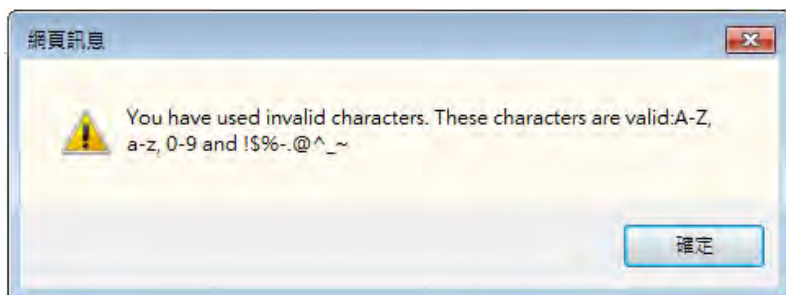 網頁訊息
You have used invalid characters. These characters are valid:A-Z,
a-z, 0-9 and !$%-.@^_~
確定